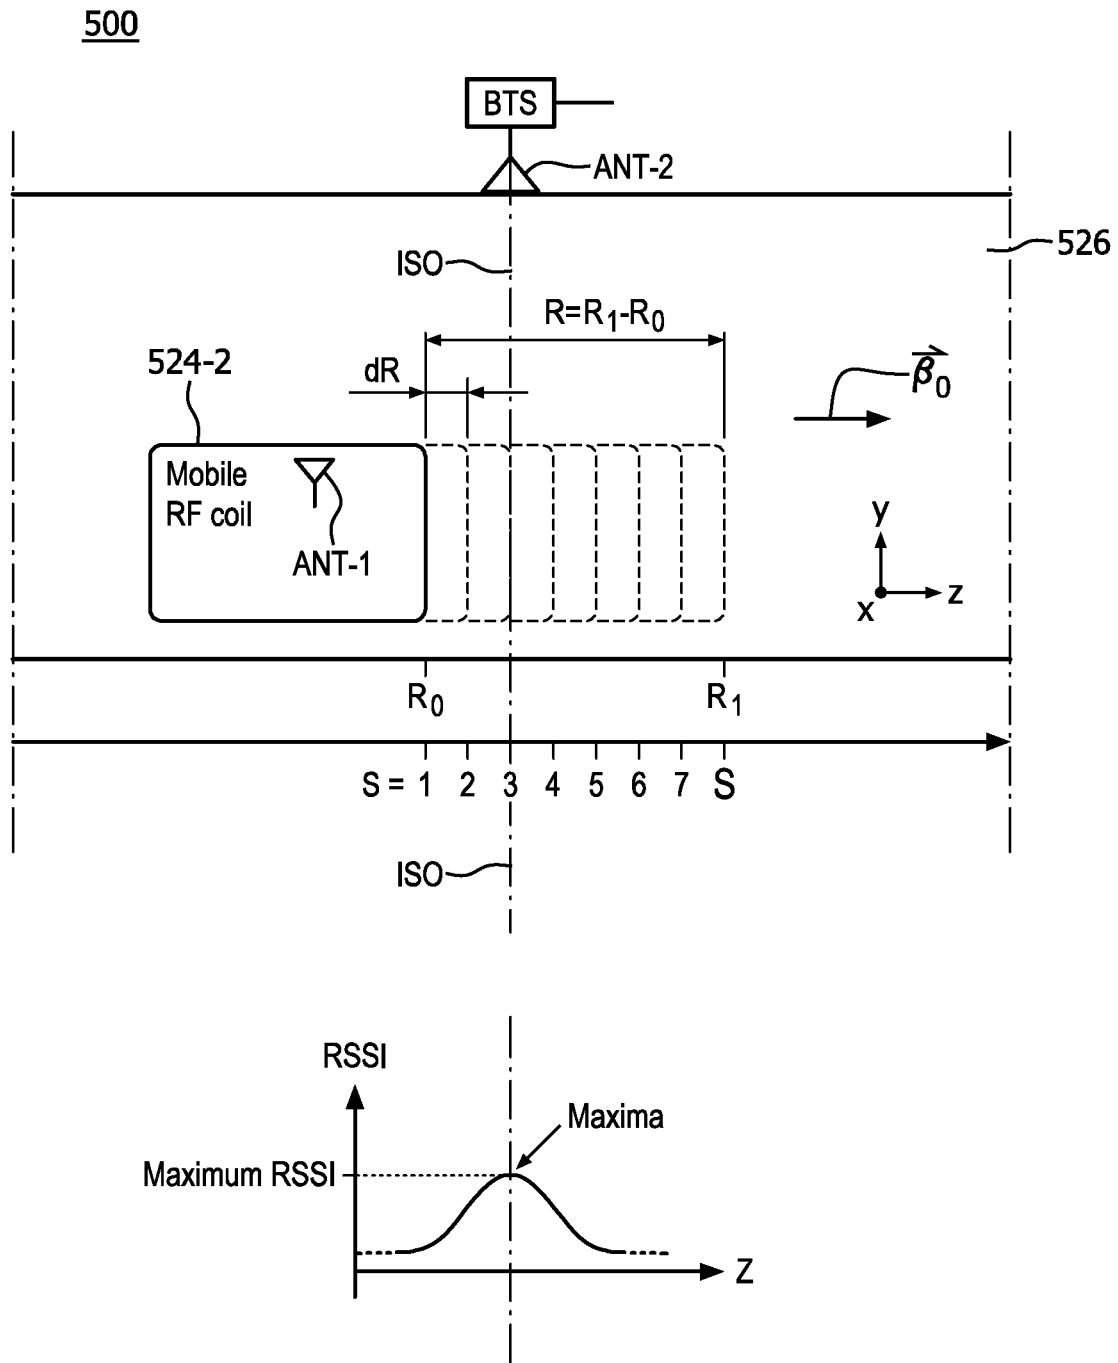 500
BTS
ANT-2
526
ISO
R=R₁-R₀
524-2
dR
β₀
Mobile
RF coil
ANT-1
y
x
z
R₀
R₁
S = 1 2 3 4 5 6 7 S
ISO
RSSI
Maxima
Maximum RSSI
Z